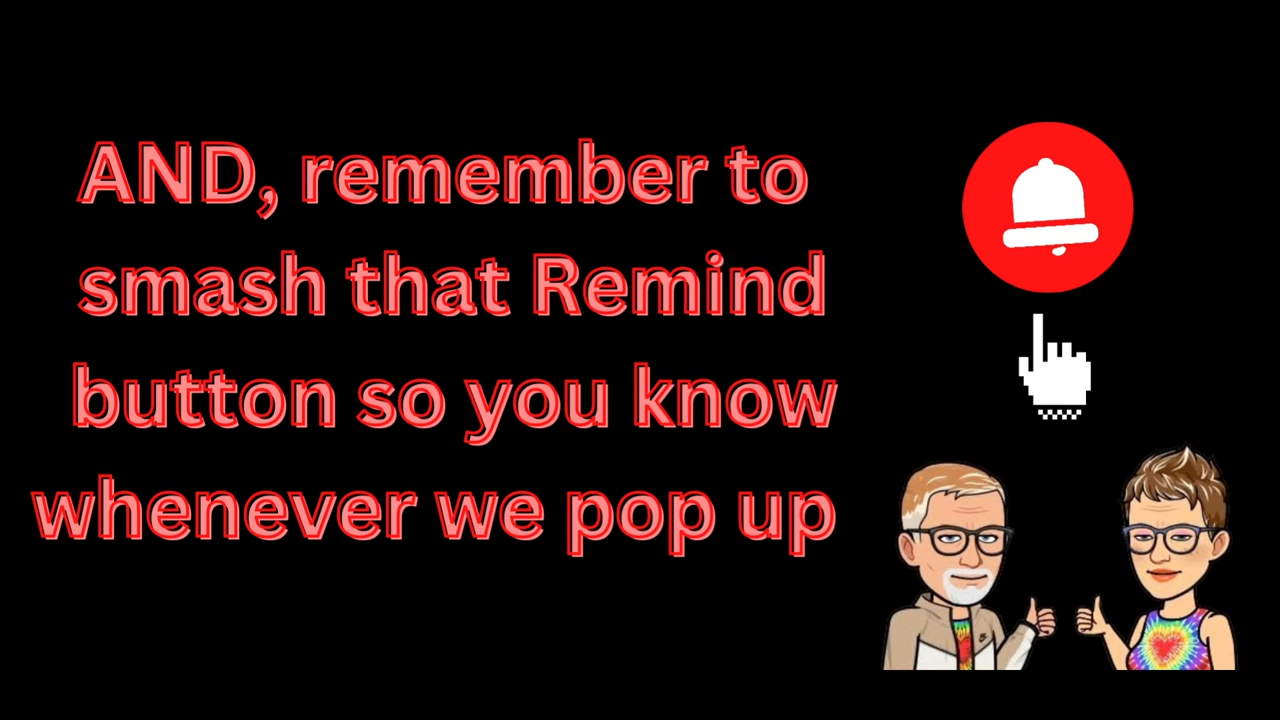 AND, remember to
smash that Remind
button so you know
whenever we pop up